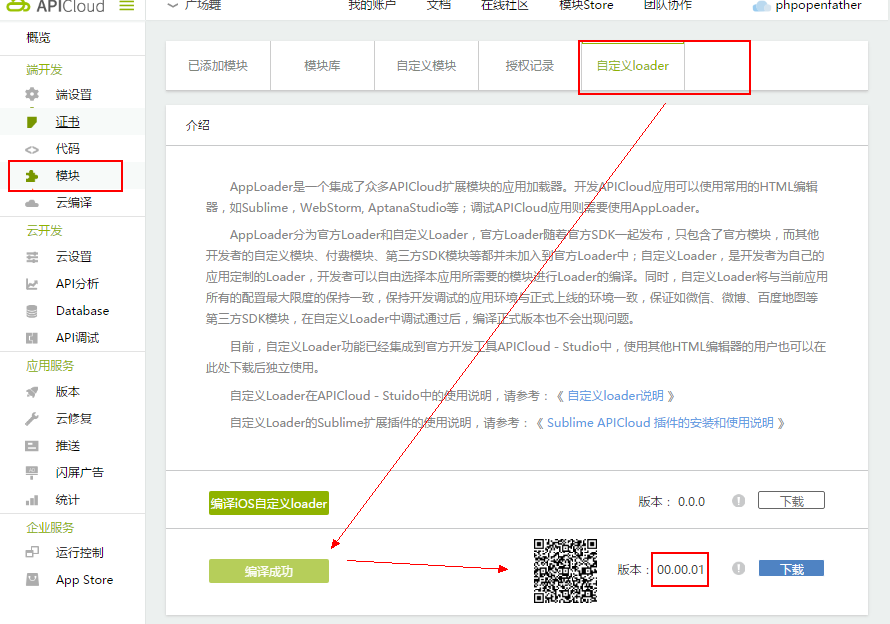 APICloud
广场舞
我的账户 文档 在线社区 模块Store 团队协作 phpopenfather
概览
端开发
端设置
证书
代码
模块
云编译
云开发
云设置
API分析
Database
API调试
应用服务
版本
云修复
推送
闪屏广告
统计
企业服务
运行控制
App Store
已添加模块 模块库 自定义模块 授权记录 自定义loader
介绍
AppLoader是一个集成了众多APICloud扩展模块的应用加载器。开发APICloud应用可以使用常用的HTML编辑
器，如Sublime，WebStorm, AptanaStudio等；调试APICloud应用则需要使用AppLoader。
AppLoader分为官方Loader和自定义Loader，官方Loader随着官方SDK一起发布，只包含了官方模块，而其他
开发者的自定义模块、付费模块、第三方SDK模块等都并未加入到官方Loader中；自定义Loader，是开发者为自己的
应用定制的Loader，开发者可以自由选择本应用所需要的模块进行Loader的编译。同时，自定义Loader将与当前应用
所有的配置最大限度的保持一致，保持开发调试的应用环境与正式上线的环境一致，保证如微信、微博、百度地图等
第三方SDK模块，在自定义Loader中调试通过后，编译正式版本也不会出现问题。
目前，自定义Loader功能已经集成到官方开发工具APICloud - Studio中，使用其他HTML编辑器的用户也可以在
此处下载后独立使用。
自定义Loader在APICloud - Stuido中的使用说明，请参考：《 自定义loader说明 》
自定义Loader的Sublime扩展插件的使用说明，请参考：《 Sublime APICloud 插件的安装和使用说明 》
编译iOS自定义loader 版本： 0.0.0 下载
编译成功 版本： 00.00.01 下载